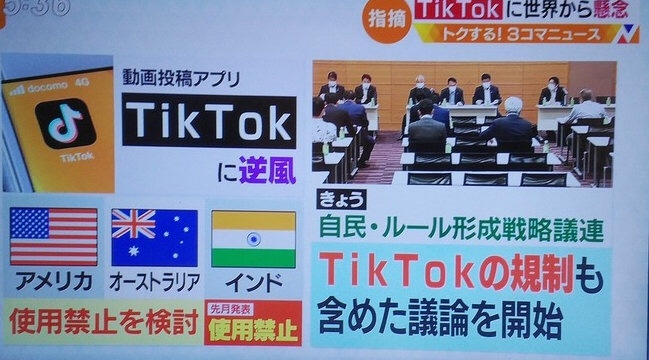 5:36
指摘
TikTokに世界から懸念
トクする!3コマニュース
docomo 4G
TikTok
動画投稿アプリ
TikTok
に逆風
アメリカ
オーストラリア
インド
使用禁止を検討
先月発表
使用禁止
きょう
自民・ルール形成戦略議連
TikTokの規制も
含めた議論を開始